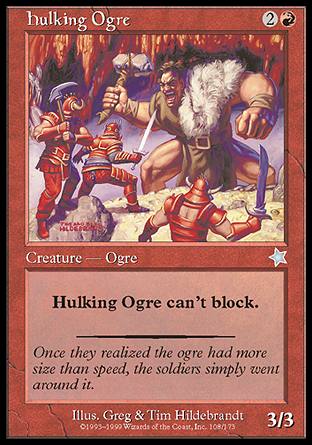 Hulking Ogre 2
Creature — Ogre
Hulking Ogre can't block.
Once they realized the ogre had more
size than speed, the soldiers simply went
around it.
3/3
Illus. Greg & Tim Hildebrandt
©1993–1999 Wizards of the Coast, Inc. 108/173